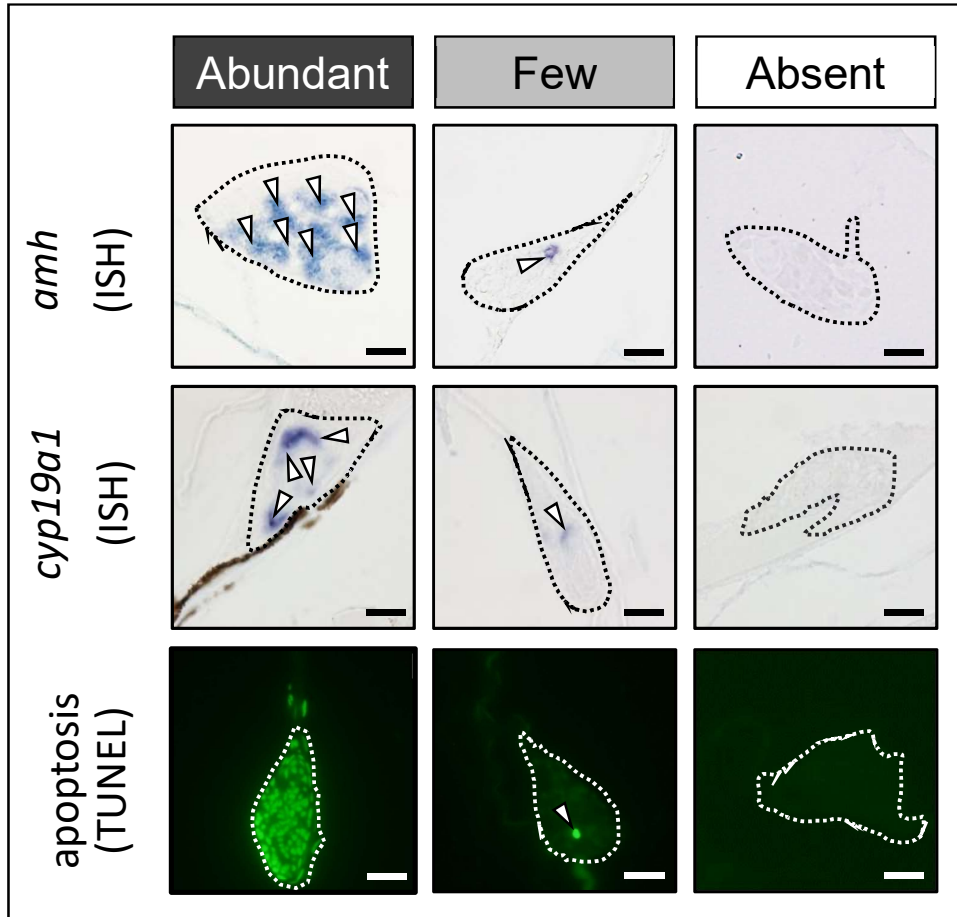 Abundant Few Absent
amh
(ISH)
cyp19a1
(ISH)
apoptosis
(TUNEL)